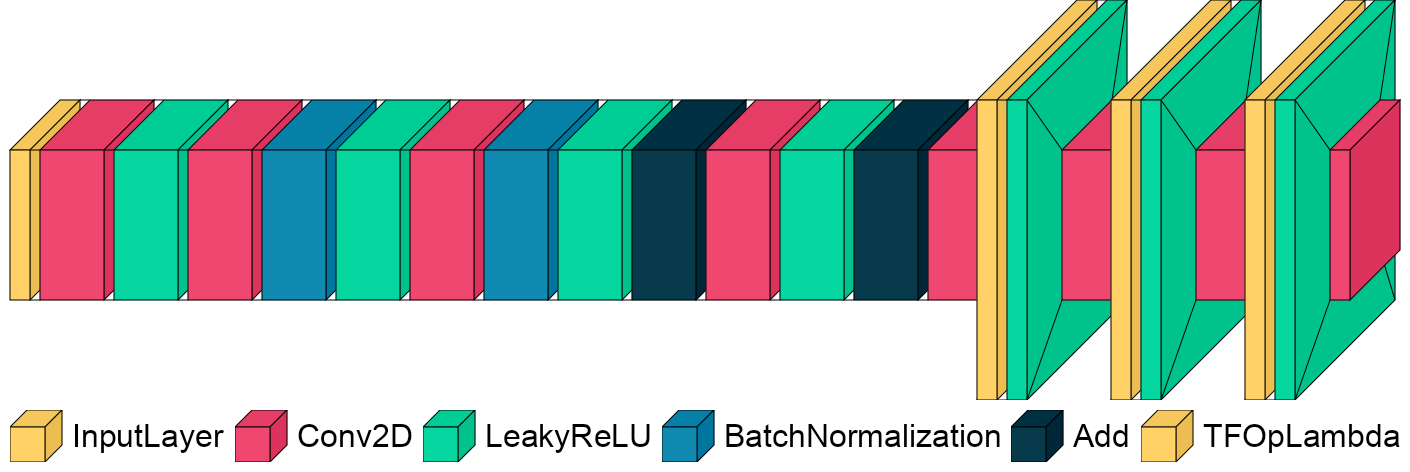 InputLayer Conv2D LeakyReLU BatchNormalization Add TFOpLambda